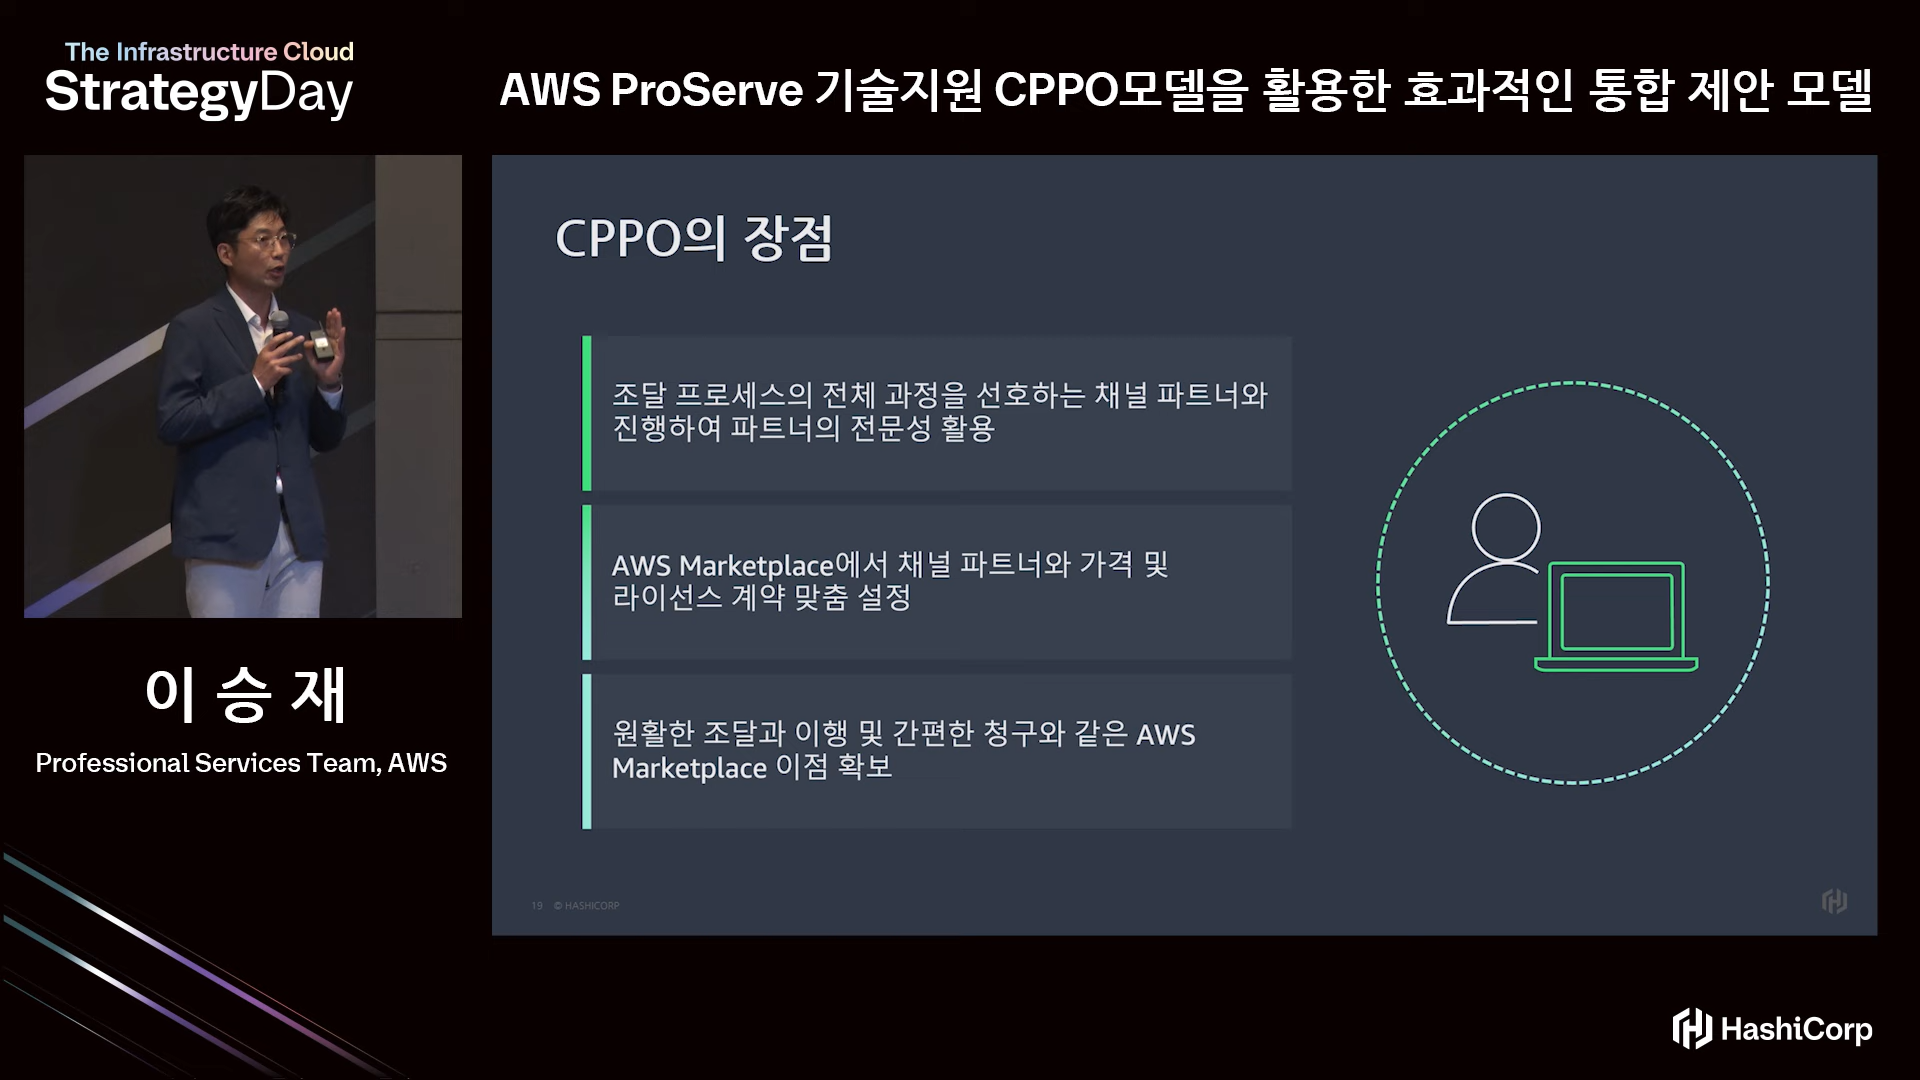 The Infrastructure Cloud
StrategyDay
AWS ProServe 기술지원 CPPO모델을 활용한 효과적인 통합 제안 모델
CPPO의 장점
조달 프로세스의 전체 과정을 선호하는 채널 파트너와
진행하여 파트너의 전문성 활용
AWS Marketplace에서 채널 파트너와 가격 및
라이선스 계약 맞춤 설정
원활한 조달과 이행 및 간편한 청구와 같은 AWS
Marketplace 이점 확보
19 © HASHICORP
이 승 재
Professional Services Team, AWS
HashiCorp